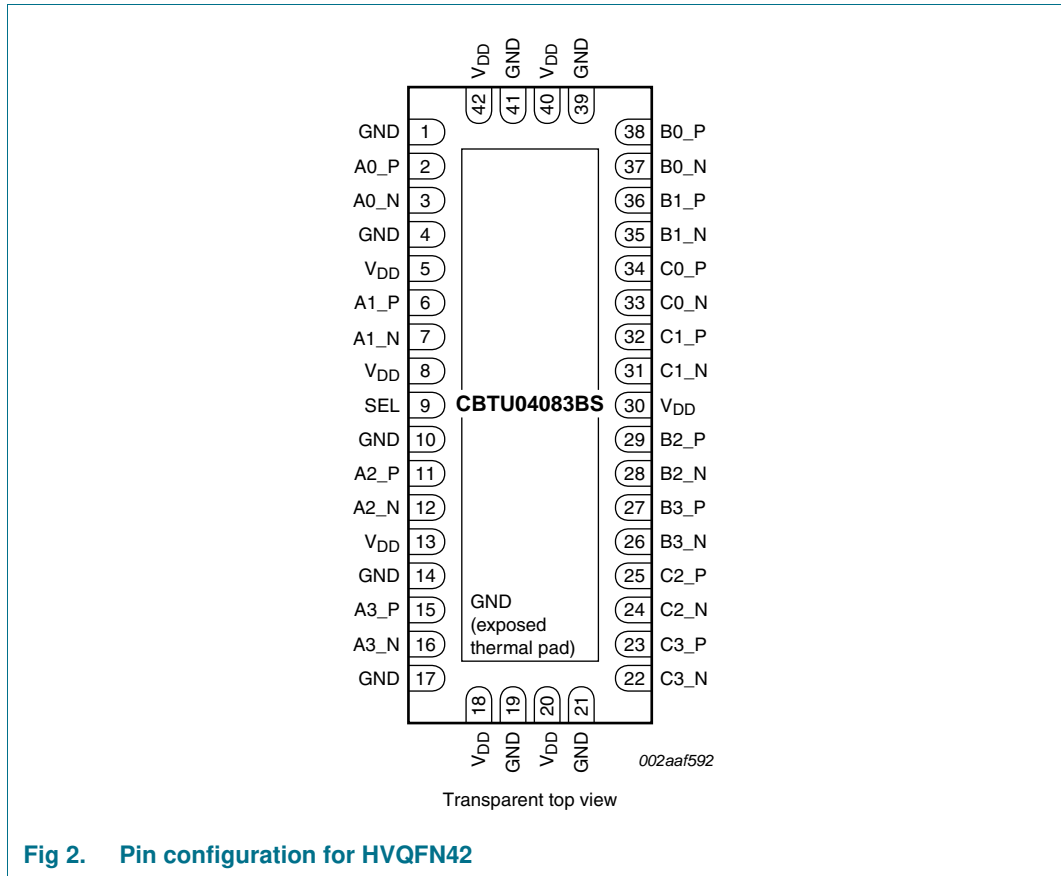 VDD GND VDD GND
42 41 40 39
GND 1 38 B0_P
A0_P 2 37 B0_N
A0_N 3 36 B1_P
GND 4 35 B1_N
VDD 5 34 C0_P
A1_P 6 33 C0_N
A1_N 7 32 C1_P
VDD 8 31 C1_N
SEL 9 CBTU04083BS 30 VDD
GND 10 29 B2_P
A2_P 11 28 B2_N
A2_N 12 27 B3_P
VDD 13 26 B3_N
GND 14 25 C2_P
A3_P 15 24 C2_N
A3_N 16 23 C3_P
GND 17 22 C3_N
GND
(exposed
thermal pad)
18 19 20 21
VDD GND VDD GND
002aaf592
Transparent top view
Fig 2. Pin configuration for HVQFN42